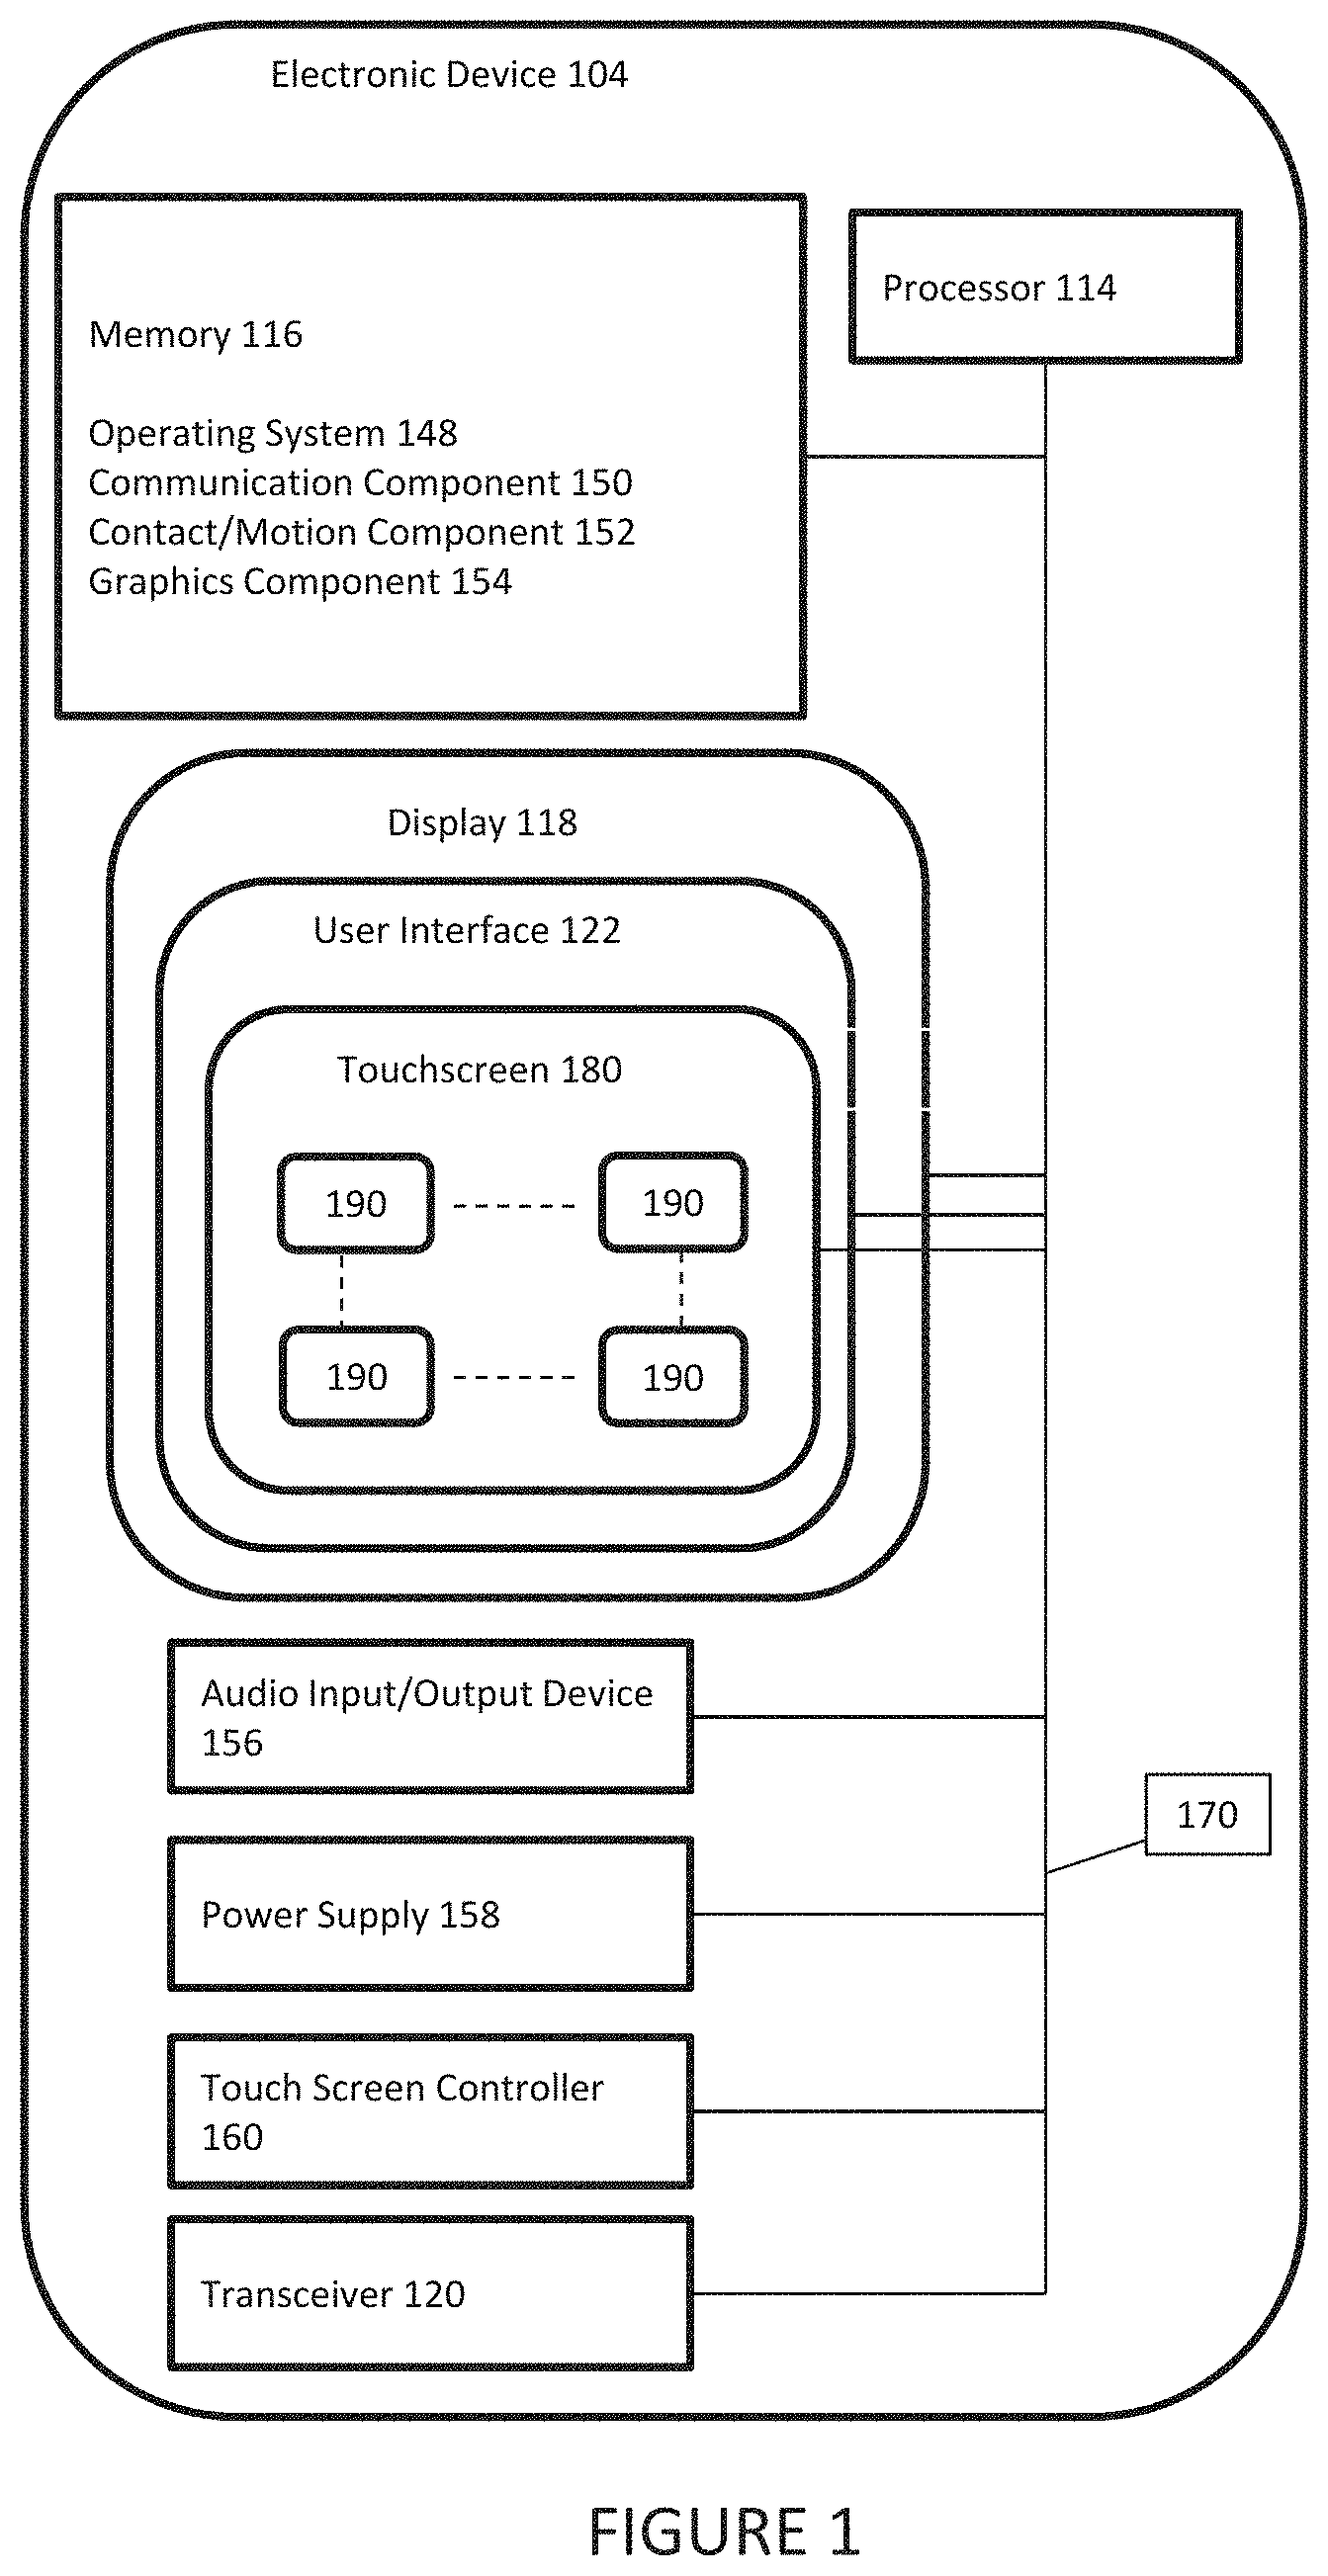 Electronic Device 104
Processor 114
Memory 116
Operating System 148
Communication Component 150
Contact/Motion Component 152
Graphics Component 154
Display 118
User Interface 122
Touchscreen 180
190
190
190
190
Audio Input/Output Device
156
170
Power Supply 158
Touch Screen Controller
160
Transceiver 120
FIGURE 1